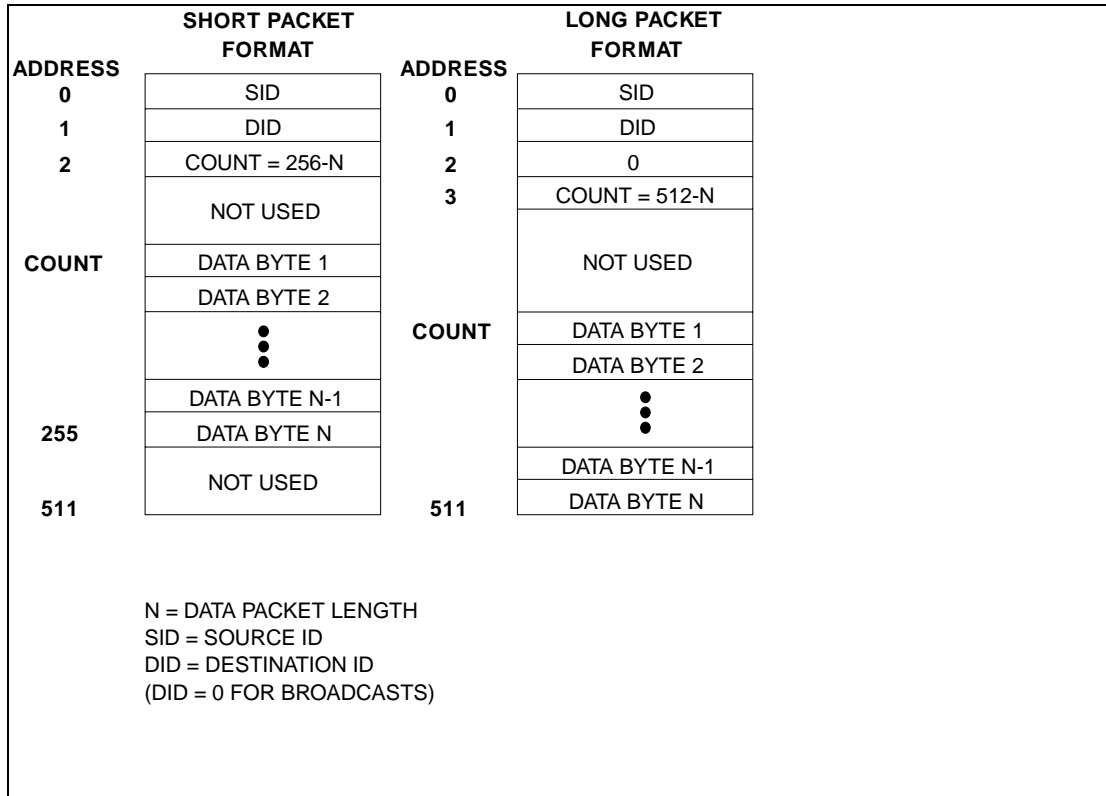 SHORT PACKET
FORMAT
ADDRESS
0
SID
1
DID
2
COUNT = 256-N
NOT USED
COUNT
DATA BYTE 1
DATA BYTE 2
DATA BYTE N-1
255
DATA BYTE N
NOT USED
511
LONG PACKET
FORMAT
ADDRESS
0
SID
1
DID
2
0
3
COUNT = 512-N
NOT USED
COUNT
DATA BYTE 1
DATA BYTE 2
DATA BYTE N-1
511
DATA BYTE N
N = DATA PACKET LENGTH
SID = SOURCE ID
DID = DESTINATION ID
(DID = 0 FOR BROADCASTS)